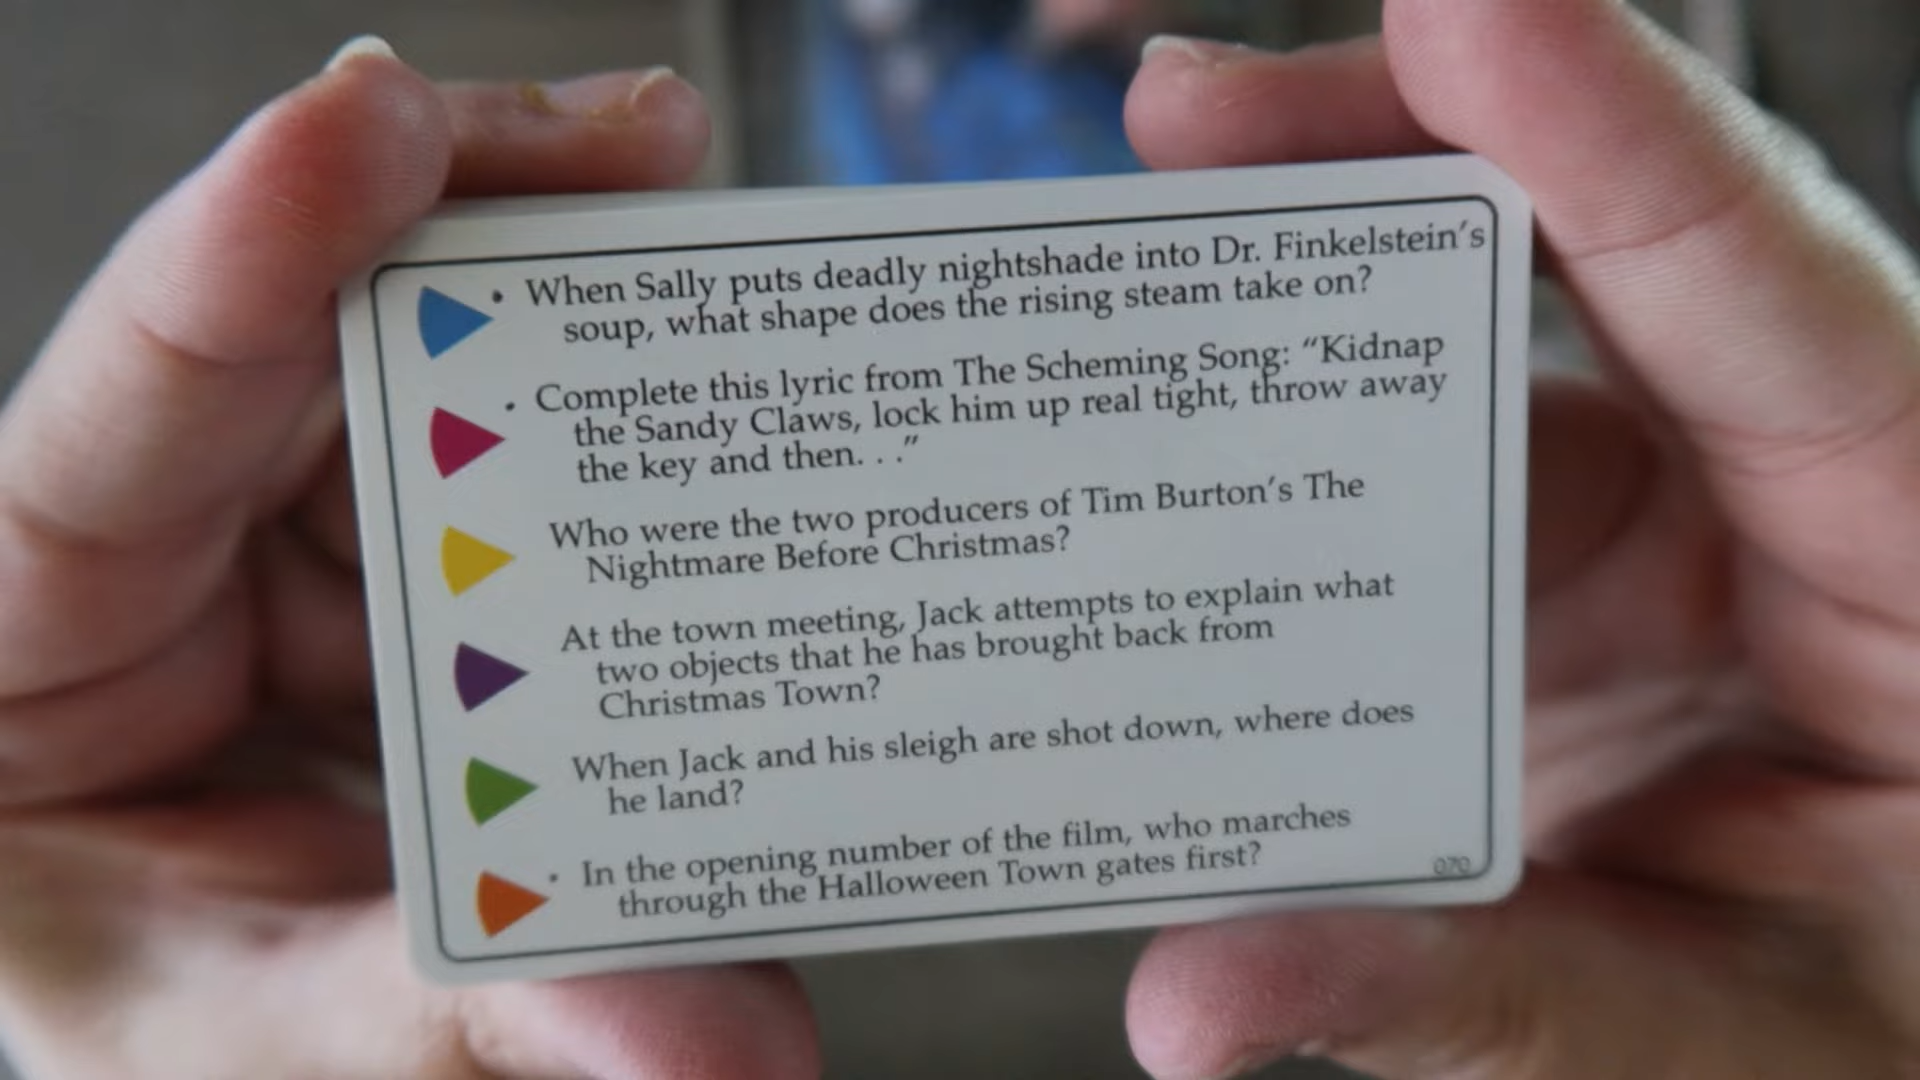 • When Sally puts deadly nightshade into Dr. Finkelstein's
soup, what shape does the rising steam take on?
• Complete this lyric from The Scheming Song: “Kidnap
the Sandy Claws, lock him up real tight, throw away
the key and then. . .”
Who were the two producers of Tim Burton's The
Nightmare Before Christmas?
At the town meeting, Jack attempts to explain what
two objects that he has brought back from
Christmas Town?
When Jack and his sleigh are shot down, where does
he land?
• In the opening number of the film, who marches
through the Halloween Town gates first?
070